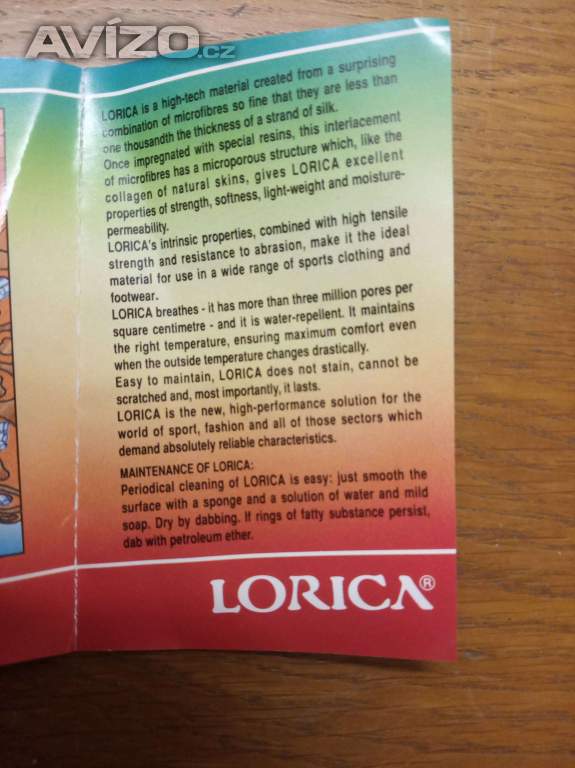 AVÍZO.cz
LORICA is a high-tech material created from a surprising
combination of microfibres so fine that they are less than
one thousandth the thickness of a strand of silk.
Once impregnated with special resins, this interlacement
of microfibres has a microporous structure which, like the
collagen of natural skins, gives LORICA excellent
properties of strength, softness, light-weight and moisture-
permeability.
LORICA's intrinsic properties, combined with high tensile
strength and resistance to abrasion, make it the ideal
material for use in a wide range of sports clothing and
footwear.
LORICA breathes - it has more than three million pores per
square centimetre - and it is water-repellent. It maintains
the right temperature, ensuring maximum comfort even
when the outside temperature changes drastically.
Easy to maintain, LORICA does not stain, cannot be
scratched and, most importantly, it lasts.
LORICA is the new, high-performance solution for the
world of sport, fashion and all of those sectors which
demand absolutely reliable characteristics.
MAINTENANCE OF LORICA:
Periodical cleaning of LORICA is easy: just smooth the
surface with a sponge and a solution of water and mild
soap. Dry by dabbing. If rings of fatty substance persist,
dab with petroleum ether.
LORICA®